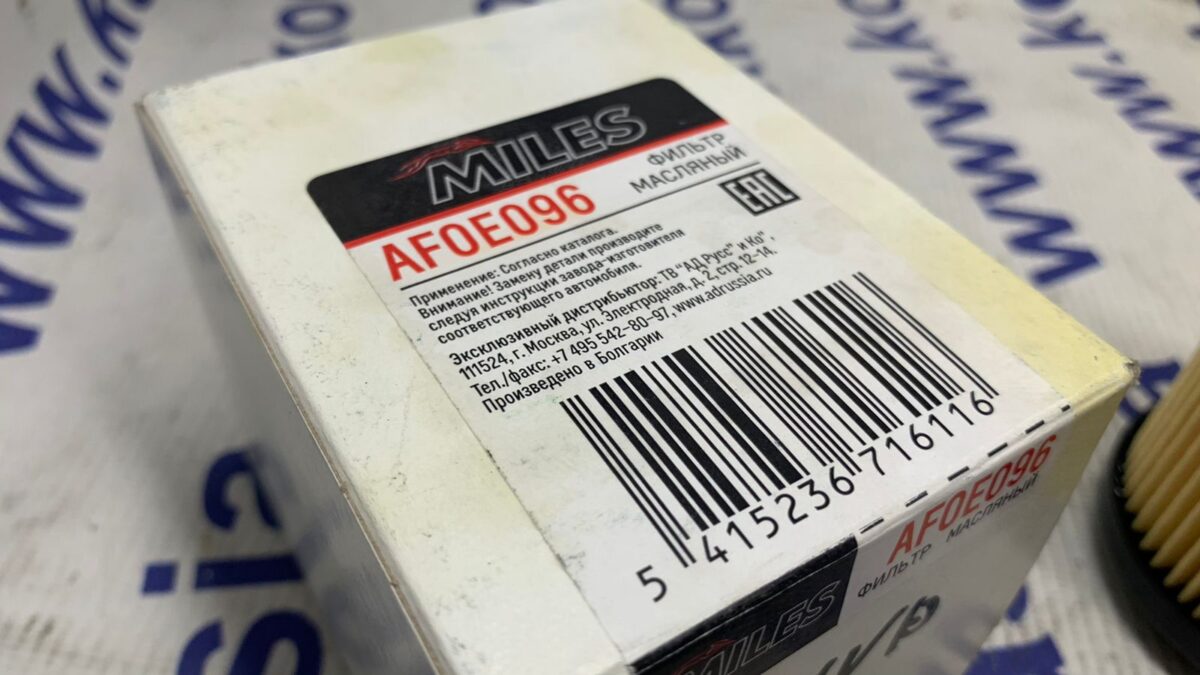 MILES
AFOE096
ФИЛЬТР
МАСЛЯНЫЙ
EAC
Применение: Согласно каталога.
Внимание! Замену детали производите
следуя инструкции завода-изготовителя
соответствующего автомобиля.
Эксклюзивный дистрибьютор: ТВ "АД Русс" и Ко",
111524, г. Москва, ул. Электродная, д. 2, стр. 12-14,
Тел./факс: +7 495 542-80-97, www.adrussia.ru
Произведено в Болгарии
5 415236 716116
AFOE096
ФИЛЬТР МАСЛЯНЫЙ
MILES